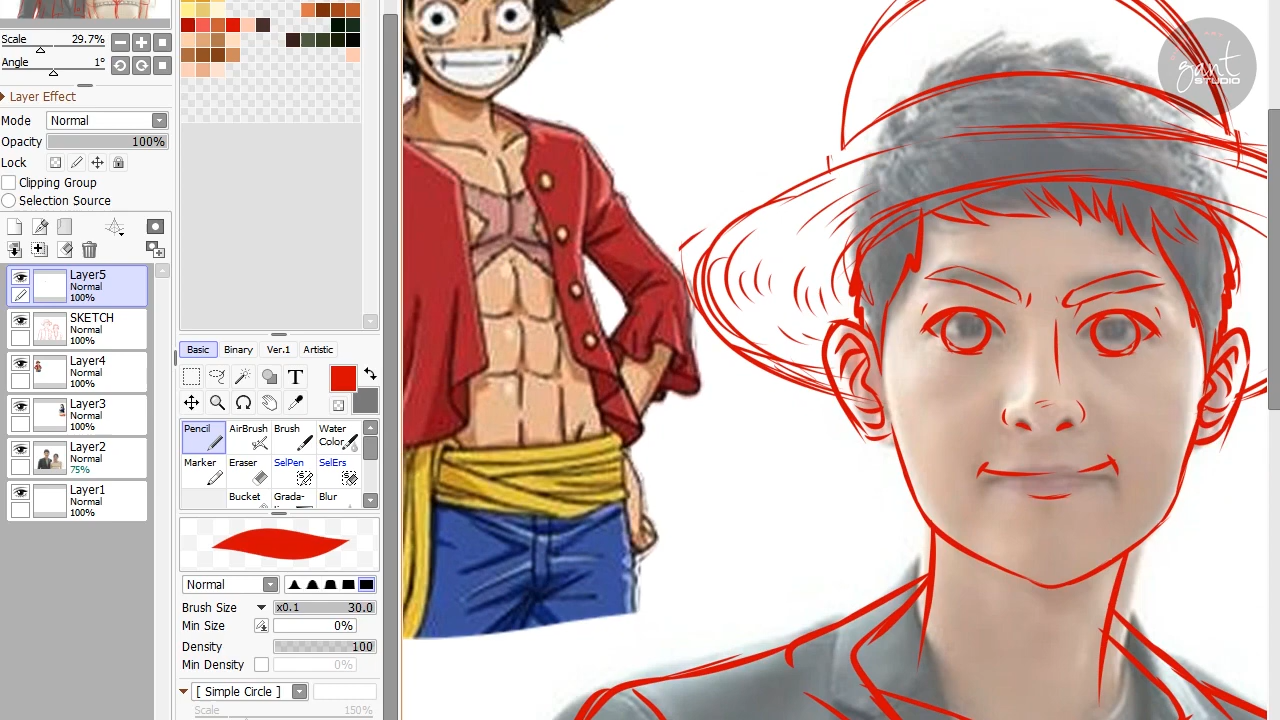 Scale 29.7%
Angle 1°
Layer Effect
Mode Normal
Opacity 100%
Lock
Clipping Group
Selection Source
Layer5
Normal
100%
SKETCH
Normal
100%
Layer4
Normal
100%
Layer3
Normal
100%
Layer2
Normal
75%
Layer1
Normal
100%
Basic Binary Ver.1 Artistic
T
Pencil AirBrush Brush Water Color
Marker Eraser SelPen SelErs
Bucket Grada- Blur
Normal
Brush Size x0.1 30.0
Min Size 0%
Density 100
Min Density 0%
[ Simple Circle ]
Scale 150%
gant
STUDIO